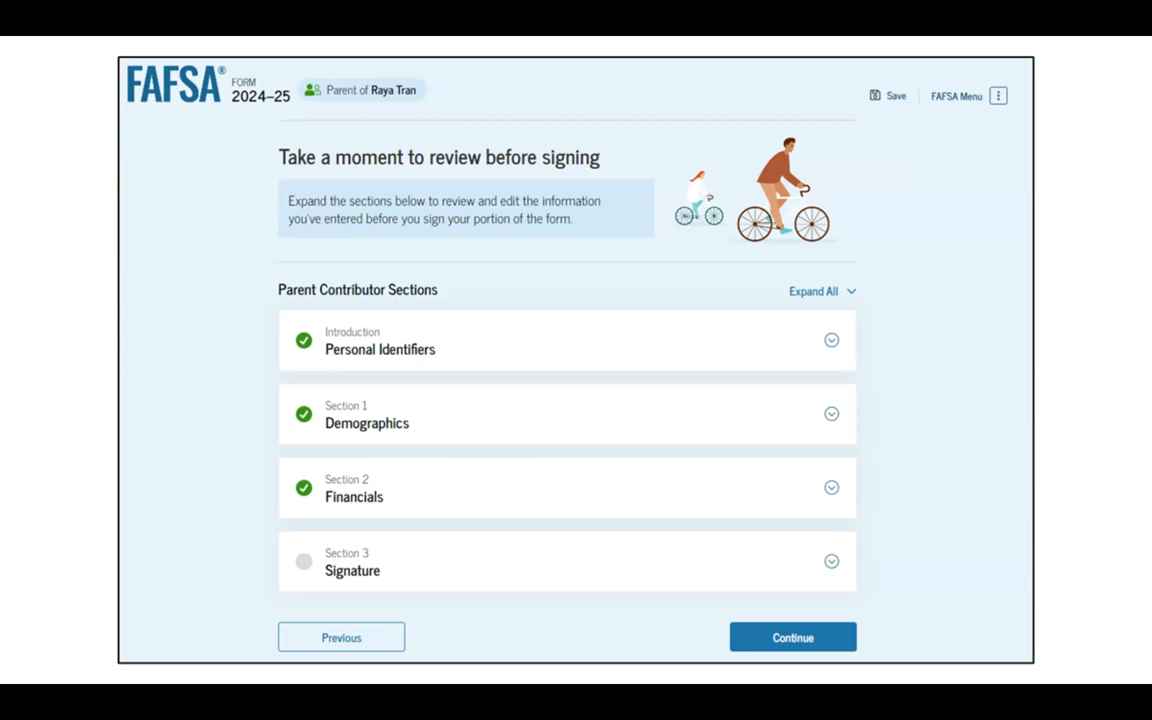 FAFSA®
FORM
2024–25
Parent of Raya Tran
Save
FAFSA Menu
Take a moment to review before signing
Expand the sections below to review and edit the information
you've entered before you sign your portion of the form.
Parent Contributor Sections
Expand All
Introduction
Personal Identifiers
Section 1
Demographics
Section 2
Financials
Section 3
Signature
Previous
Continue